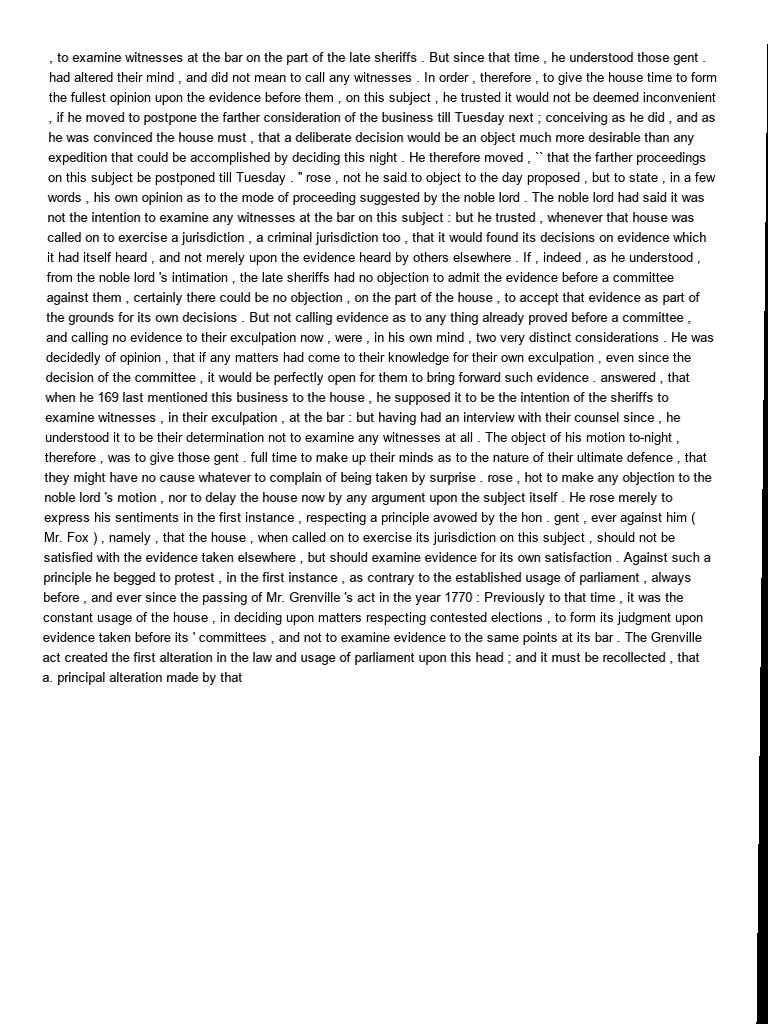 , to examine witnesses at the bar on the part of the late sheriffs . But since that time , he understood those gent .
had altered their mind , and did not mean to call any witnesses . In order , therefore , to give the house time to form
the fullest opinion upon the evidence before them , on this subject , he trusted it would not be deemed inconvenient
, if he moved to postpone the farther consideration of the business till Tuesday next ; conceiving as he did , and as
he was convinced the house must , that a deliberate decision would be an object much more desirable than any
expedition that could be accomplished by deciding this night . He therefore moved , `` that the farther proceedings
on this subject be postponed till Tuesday . " rose , not he said to object to the day proposed , but to state , in a few
words , his own opinion as to the mode of proceeding suggested by the noble lord . The noble lord had said it was
not the intention to examine any witnesses at the bar on this subject : but he trusted , whenever that house was
called on to exercise a jurisdiction , a criminal jurisdiction too , that it would found its decisions on evidence which
it had itself heard , and not merely upon the evidence heard by others elsewhere . If , indeed , as he understood ,
from the noble lord 's intimation , the late sheriffs had no objection to admit the evidence before a committee
against them , certainly there could be no objection , on the part of the house , to accept that evidence as part of
the grounds for its own decisions . But not calling evidence as to any thing already proved before a committee ,
and calling no evidence to their exculpation now , were , in his own mind , two very distinct considerations . He was
decidedly of opinion , that if any matters had come to their knowledge for their own exculpation , even since the
decision of the committee , it would be perfectly open for them to bring forward such evidence . answered , that
when he 169 last mentioned this business to the house , he supposed it to be the intention of the sheriffs to
examine witnesses , in their exculpation , at the bar : but having had an interview with their counsel since , he
understood it to be their determination not to examine any witnesses at all . The object of his motion to-night ,
therefore , was to give those gent . full time to make up their minds as to the nature of their ultimate defence , that
they might have no cause whatever to complain of being taken by surprise . rose , hot to make any objection to the
noble lord 's motion , nor to delay the house now by any argument upon the subject itself . He rose merely to
express his sentiments in the first instance , respecting a principle avowed by the hon . gent , ever against him (
Mr. Fox ) , namely , that the house , when called on to exercise its jurisdiction on this subject , should not be
satisfied with the evidence taken elsewhere , but should examine evidence for its own satisfaction . Against such a
principle he begged to protest , in the first instance , as contrary to the established usage of parliament , always
before , and ever since the passing of Mr. Grenville 's act in the year 1770 : Previously to that time , it was the
constant usage of the house , in deciding upon matters respecting contested elections , to form its judgment upon
evidence taken before its ' committees , and not to examine evidence to the same points at its bar . The Grenville
act created the first alteration in the law and usage of parliament upon this head ; and it must be recollected , that
a. principal alteration made by that